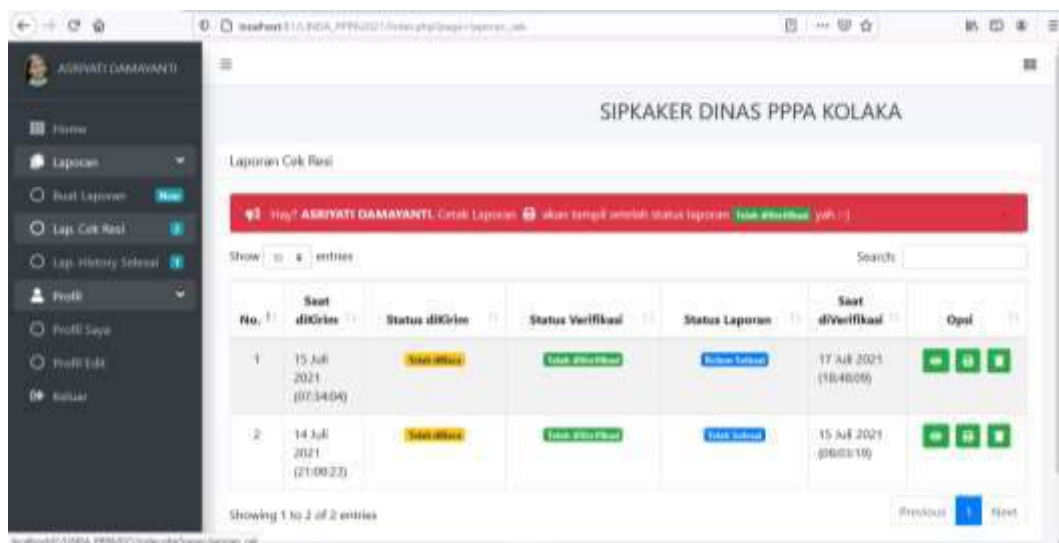 ASRIYATI DAMAYANTI
Home
Laporan
Buat Laporan New
Lap. Cek Resi 2
Lap. History Selesai 1
Profil
Profil Saya
Profil Edit
Keluar
SIPKAKER DINAS PPPA KOLAKA
Laporan Cek Resi
Hay! ASRIYATI DAMAYANTI, Cetak Laporan akan tampil setelah status laporan Telah diVerifikasi yah :-)
Show 10 entries
Search:
No. Saat diKirim Status diKirim Status Verifikasi Status Laporan Saat diVerifikasi Opsi
1 15 Juli 2021 (07:34:04) Telah diBaca Telah diVerifikasi Belum Selesai 17 Juli 2021
2 14 Juli 2021 (21:08:23) Telah diBaca Telah diVerifikasi Telah Selesai 15 Juli 2021
Showing 1 to 2 of 2 entries
Previous 1 Next